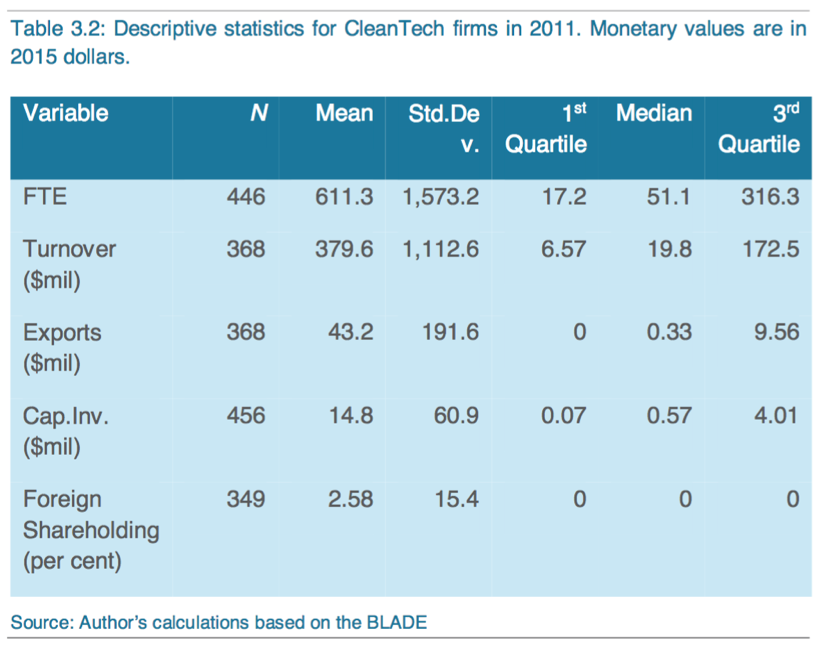 Table 3.2: Descriptive statistics for CleanTech firms in 2011. Monetary values are in
2015 dollars.
Variable N Mean Std.De 1st Median 3rd
v. Quartile Quartile
FTE 446 611.3 1,573.2 17.2 51.1 316.3
Turnover 368 379.6 1,112.6 6.57 19.8 172.5
($mil)
Exports 368 43.2 191.6 0 0.33 9.56
($mil)
Cap.Inv. 456 14.8 60.9 0.07 0.57 4.01
($mil)
Foreign 349 2.58 15.4 0 0 0
Shareholding
(per cent)
Source: Author's calculations based on the BLADE